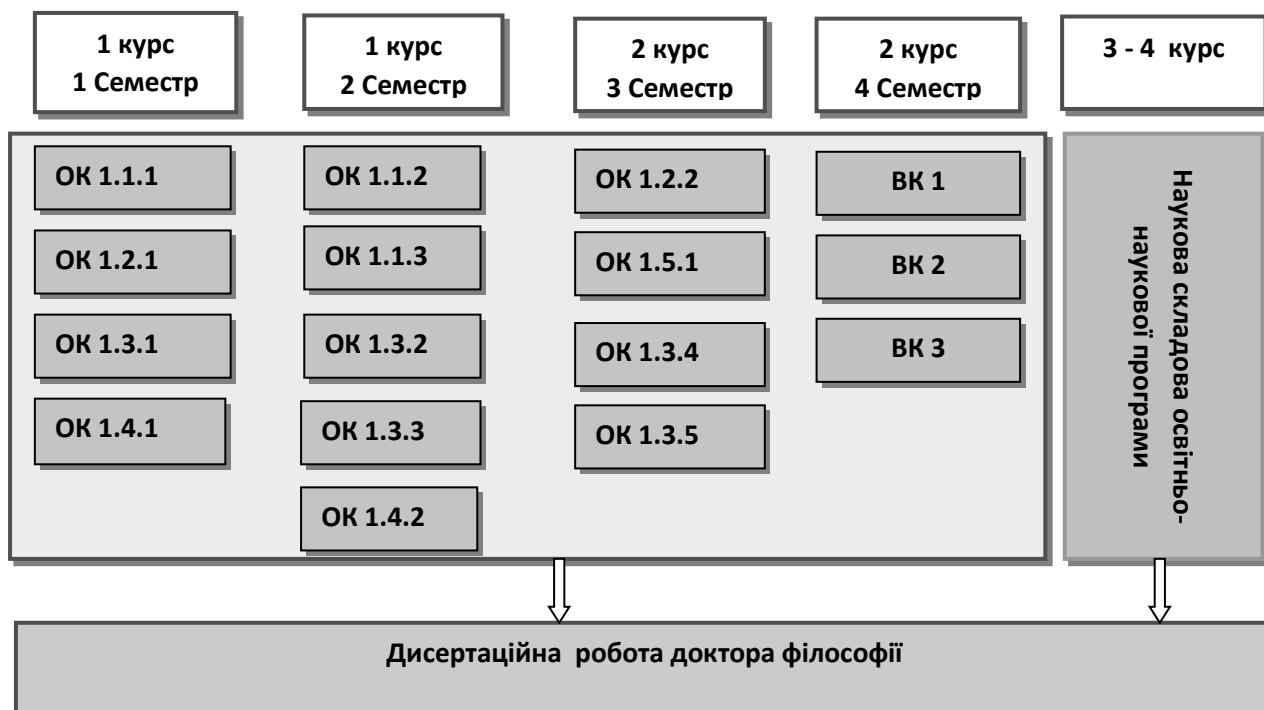 1 курс
1 Семестр
1 курс
2 Семестр
2 курс
3 Семестр
2 курс
4 Семестр
3 - 4 курс
ОК 1.1.1
ОК 1.2.1
ОК 1.3.1
ОК 1.4.1
ОК 1.1.2
ОК 1.1.3
ОК 1.3.2
ОК 1.3.3
ОК 1.4.2
ОК 1.2.2
ОК 1.5.1
ОК 1.3.4
ОК 1.3.5
ВК 1
ВК 2
ВК 3
Наукова складова освітньо-
наукової програми
Дисертаційна робота доктора філософії